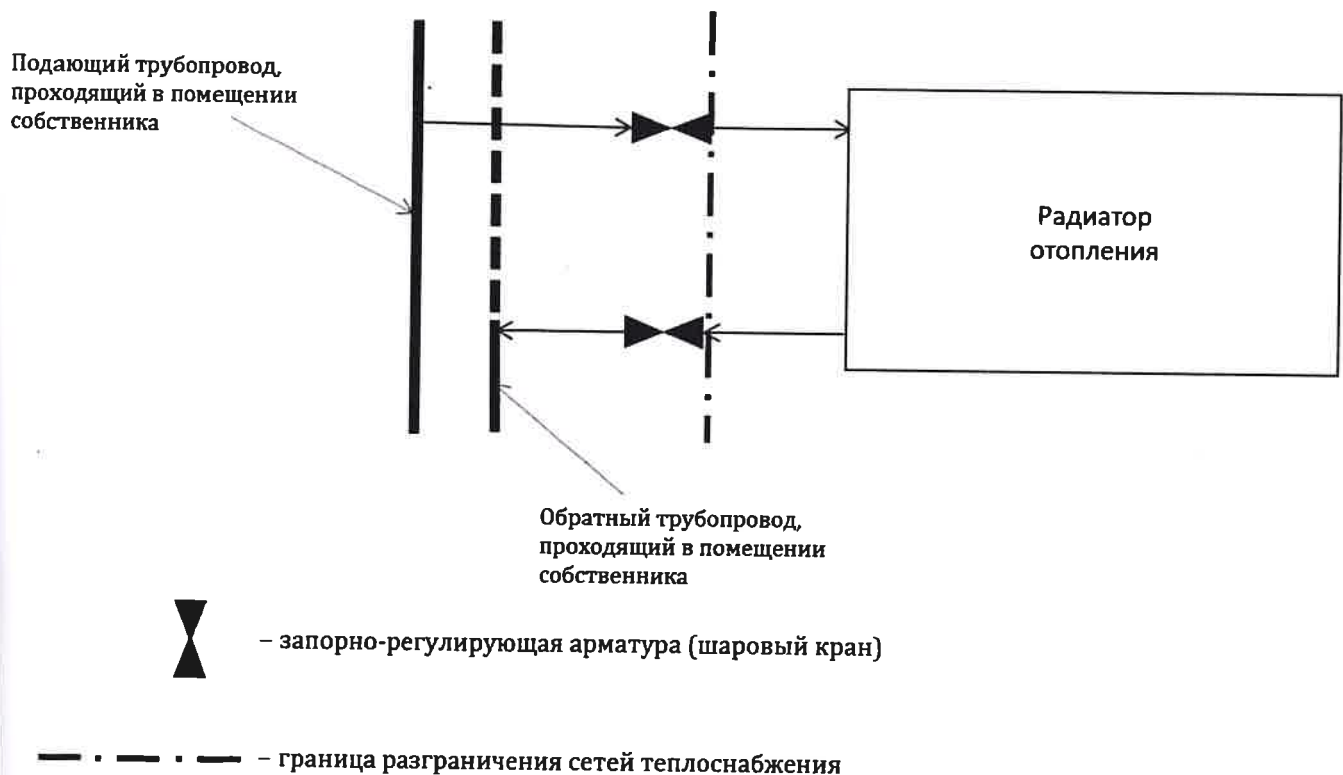 Подающий трубопровод,
проходящий в помещении
собственника
Радиатор
отопления
Обратный трубопровод,
проходящий в помещении
собственника
– запорно-регулирующая арматура (шаровый кран)
– граница разграничения сетей теплоснабжения